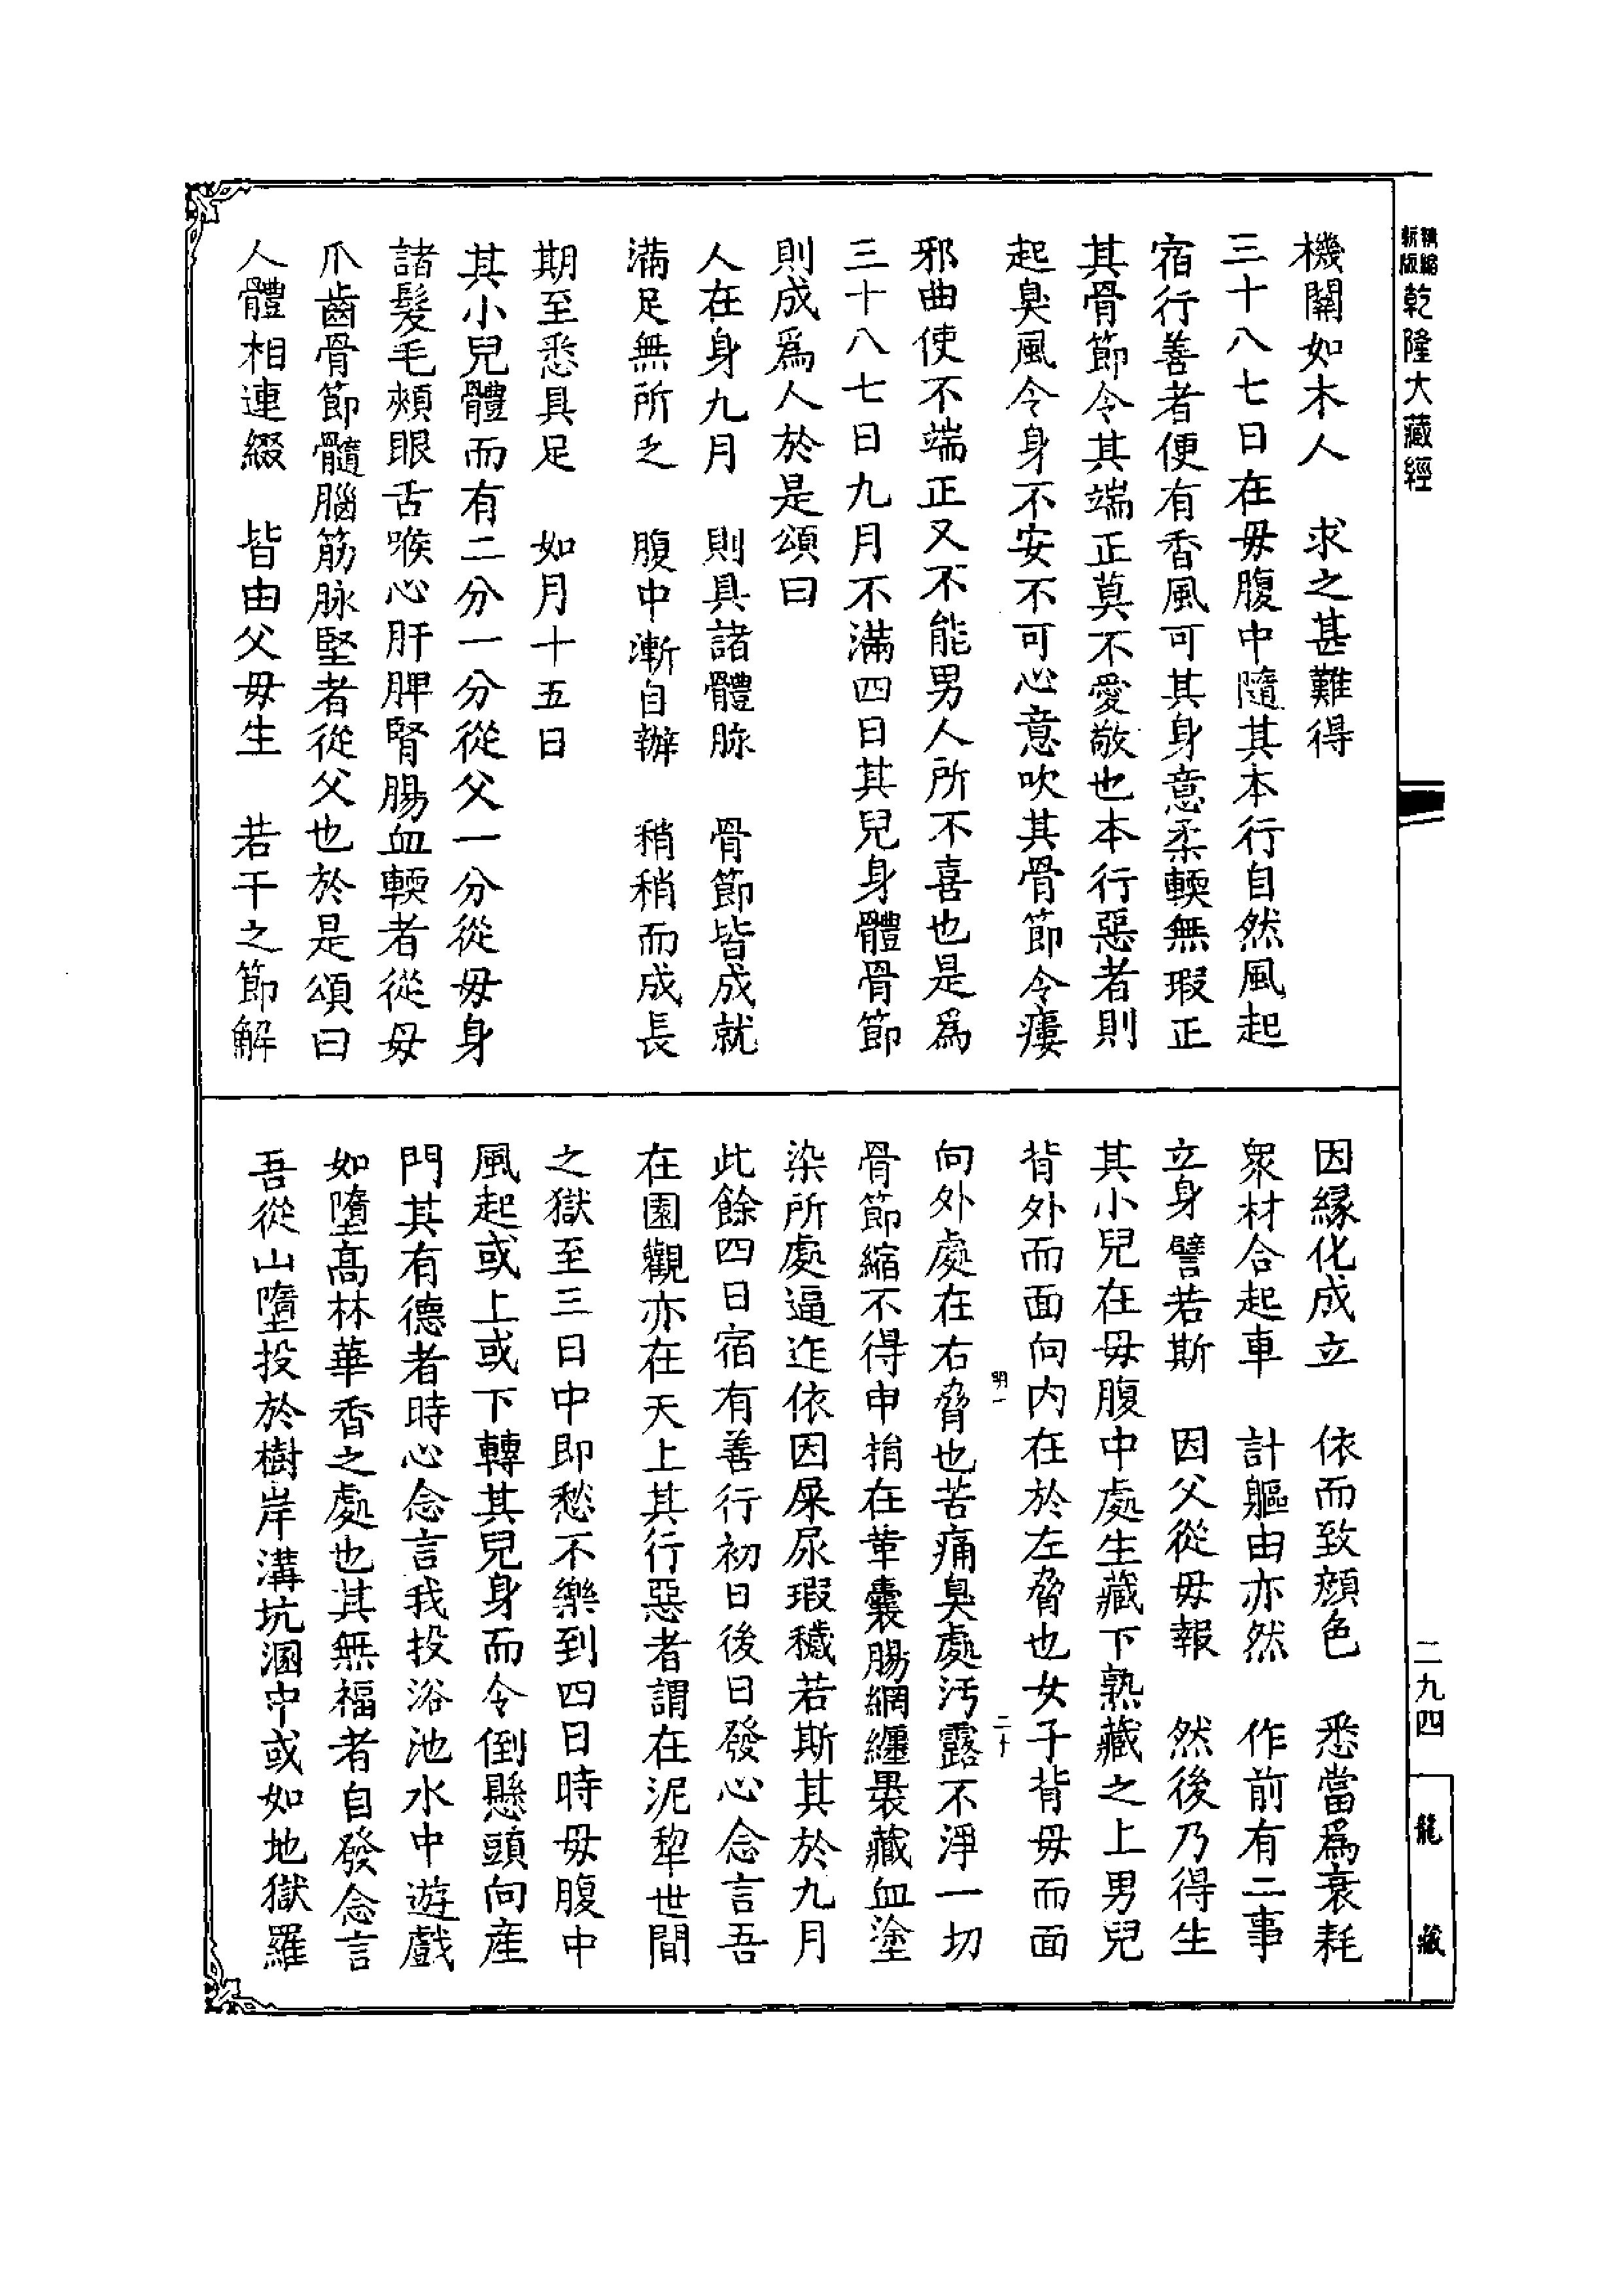 精縮
新版
乾隆大藏經
機關如木人　求之甚難得
三十八七日在母腹中隨其本行自然風起
宿行善者便有香風可其身意柔輭無瑕正
其骨節令其端正莫不愛敬也本行惡者則
起臭風令身不安不可心意吹其骨節令瘻
邪曲使不端正又不能男人所不喜也是爲
三十八七日九月不滿四日其兒身體骨節
則成爲人於是頌曰
人在身九月　則具諸體脉　骨節皆成就
滿足無所乏　腹中漸自辦　稍稍而成長
期至悉具足　如月十五日
其小兒體而有二分一分從父一分從母身
諸髮毛頰眼舌喉心肝脾腎腸血輭者從母
爪齒骨節髓腦筋脉堅者從父也於是頌曰
人體相連綴　皆由父母生　若干之節解
因緣化成立　依而致顏色　悉當爲衰耗
眾材合起車　計軀由亦然　作前有二事
立身譬若斯　因父從母報　然後乃得生
其小兒在母腹中處生藏下熟藏之上男兒
背外而面向内在於左脅也女子背母而面
明一　二十
向外處在右脅也苦痛臭處汚露不淨一切
骨節縮不得申捐在革囊腸網纏裹藏血塗
染所處逼迮依因屎尿瑕穢若斯其於九月
此餘四日宿有善行初日後日發心念言吾
在園觀亦在天上其行惡者謂在泥犂世間
之獄至三日中即愁不樂到四日時母腹中
風起或上或下轉其兒身而令倒懸頭向産
門其有德者時心念言我投浴池水中遊戲
如墮高林華香之處也其無福者自發念言
吾從山墮投於樹岸溝坑溷中或如地獄羅
二九四
龍藏